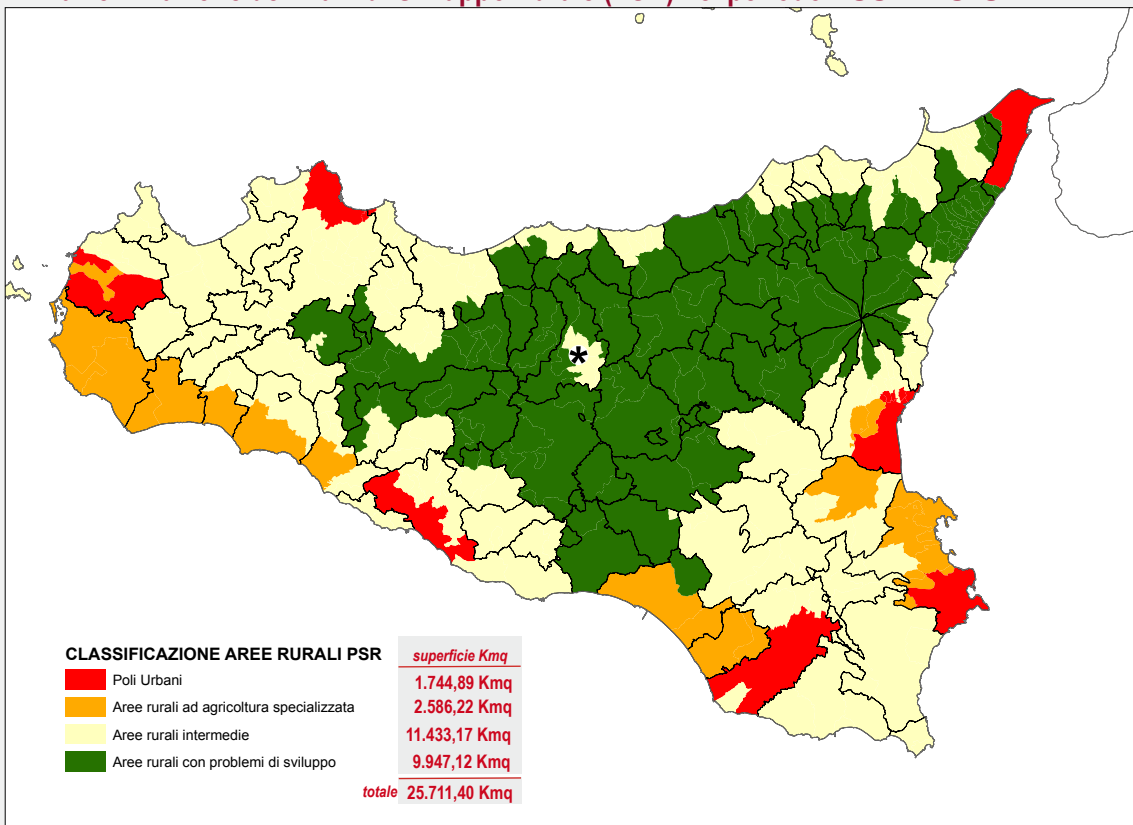 *
CLASSIFICAZIONE AREE RURALI PSR superficie Kmq
Poli Urbani 1.744,89 Kmq
Aree rurali ad agricoltura specializzata 2.586,22 Kmq
Aree rurali intermedie 11.433,17 Kmq
Aree rurali con problemi di sviluppo 9.947,12 Kmq
totale 25.711,40 Kmq